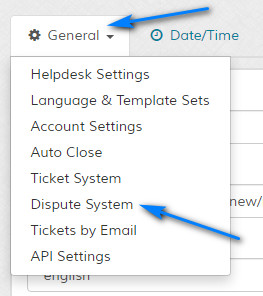 General Date/Time
Helpdesk Settings
Language & Template Sets
Account Settings
Auto Close
Ticket System
Dispute System
new/
Tickets by Email
API Settings
english